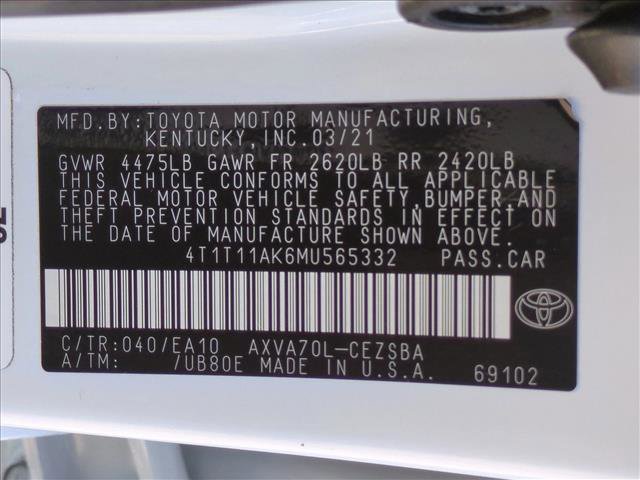 MFD.BY:TOYOTA MOTOR MANUFACTURING,
KENTUCKY,INC.03/21
GVWR 4475LB GAWR FR 2620LB RR 2420LB
THIS VEHICLE CONFORMS TO ALL APPLICABLE
FEDERAL MOTOR VEHICLE SAFETY,BUMPER AND
THEFT PREVENTION STANDARDS IN EFFECT ON
THE DATE OF MANUFACTURE SHOWN ABOVE.
4T1T11AK6MU565332 PASS.CAR
C/TR:040/EA10 AXVA70L-CEZSBA
A/TM: /UB80E MADE IN U.S.A. 69102